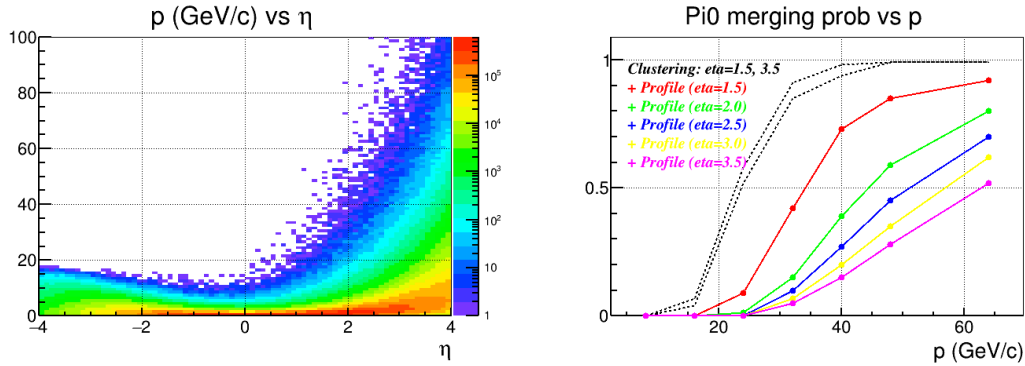 p (GeV/c) vs η
100
80
60
40
20
0
−4
−2
0
2
4
η
10⁵
10⁴
10³
10²
10
1
Pi0 merging prob vs p
1
0.5
0
Clustering: eta=1.5, 3.5
+ Profile (eta=1.5)
+ Profile (eta=2.0)
+ Profile (eta=2.5)
+ Profile (eta=3.0)
+ Profile (eta=3.5)
20
40
60
p (GeV/c)